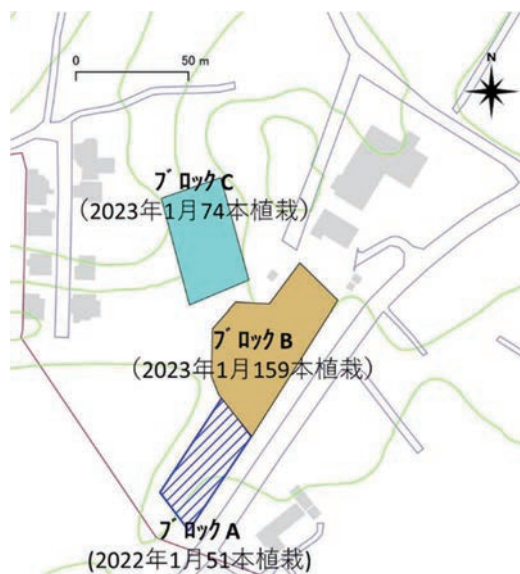 0 50 m
N
ブロックC
（2023年1月74本植栽）
ブロックB
（2023年1月159本植栽）
ブロックA
(2022年1月51本植栽)